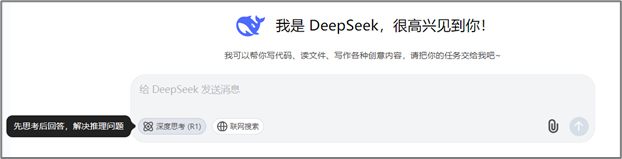 我是 DeepSeek，很高兴见到你！
我可以帮你写代码、读文件、写作各种创意内容，请把你的任务交给我吧~
给 DeepSeek 发送消息
先思考后回答，解决推理问题
深度思考 (R1) 联网搜索